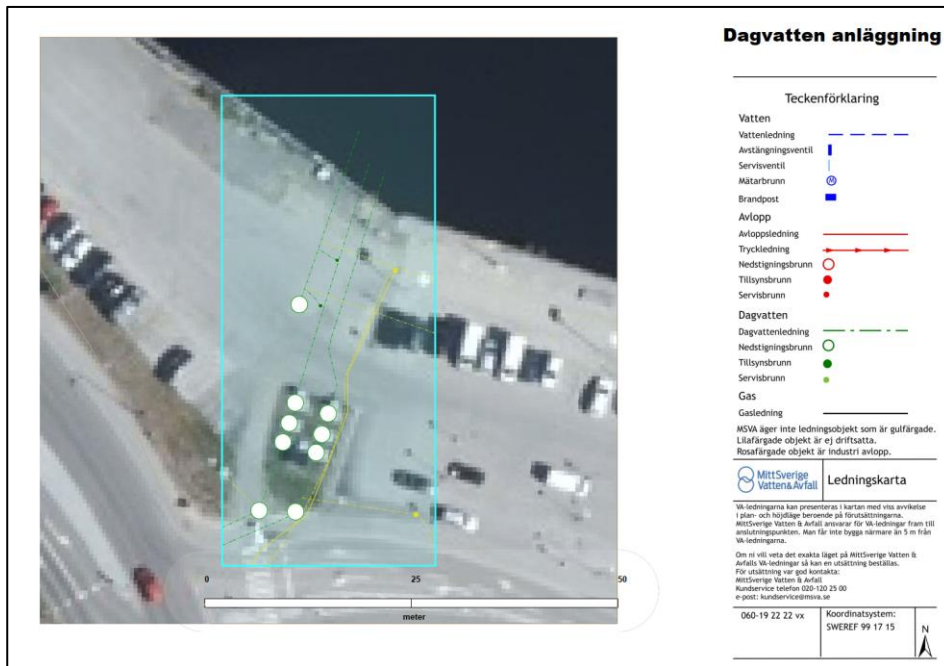 Dagvatten anläggning
Teckenförklaring
Vatten
Vattenledning
Avstängningsventil
Servisventil
Mätarbrunn
M
Brandpost
Avlopp
Avloppsledning
Tryckledning
Nedstigningsbrunn
Tillsynsbrunn
Servisbrunn
Dagvatten
Dagvattenledning
Nedstigningsbrunn
Tillsynsbrunn
Servisbrunn
Gas
Gasledning
MSVA äger inte ledningsobjekt som är gulfärgade.
Lilafärgade objekt är ej driftsatta.
Rosafärgade objekt är industri avlopp.
MittSverige
Vatten&Avfall
Ledningskarta
VA-ledningarna kan presenteras i kartan med viss avvikelse
i plan- och höjdläge beroende på förutsättningarna.
MittSverige Vatten & Avfall ansvarar för VA-ledningar fram till
anslutningspunkten. Man får inte bygga närmare än 5 m från
VA-ledningarna.
Om ni vill veta det exakta läget på MittSverige Vatten &
Avfalls VA-ledningar så kan en utsättning beställas.
För utsättning var god kontakta:
MittSverige Vatten & Avfall
Kundservice telefon 020-120 25 00
e-post: kundservice@msva.se
060-19 22 22 vx
Koordinatsystem:
SWEREF 99 17 15
N
0 25 50
meter